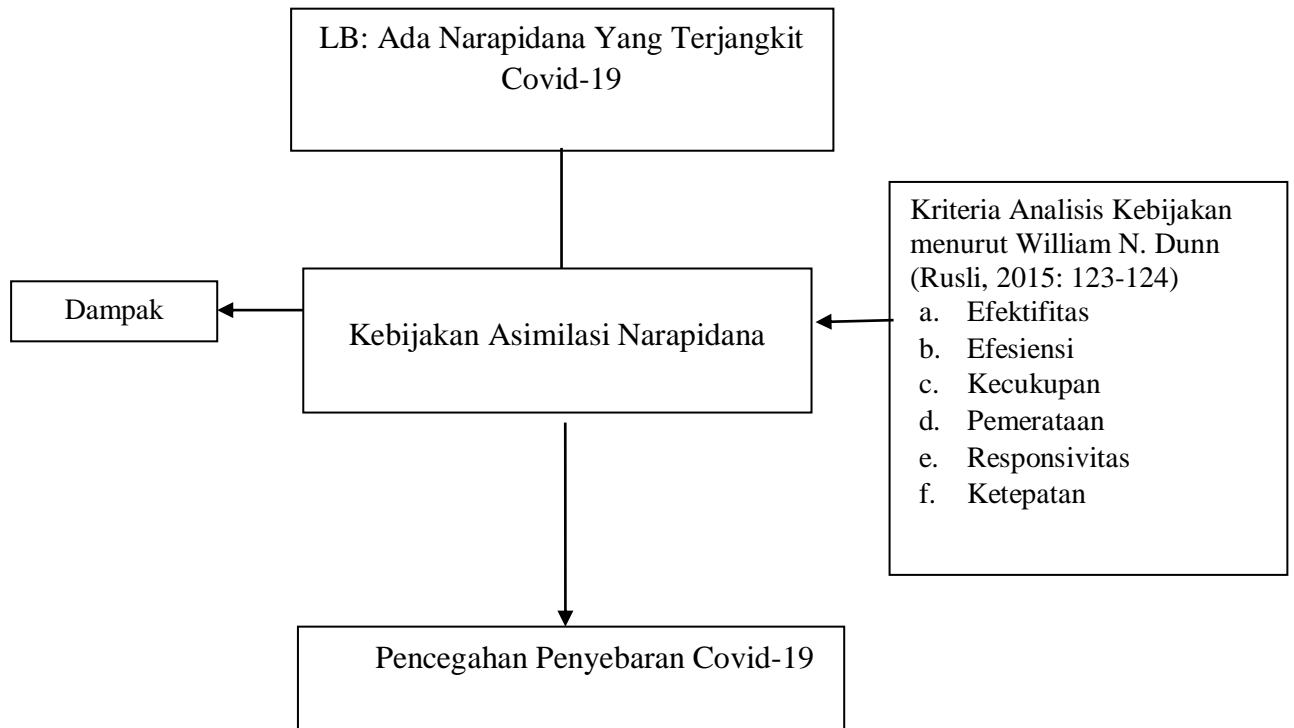 LB: Ada Narapidana Yang Terjangkit
Covid-19
Kriteria Analisis Kebijakan
menurut William N. Dunn
(Rusli, 2015: 123-124)
a. Efektifitas
b. Efesiensi
c. Kecukupan
d. Pemerataan
e. Responsivitas
f. Ketepatan
Dampak
Kebijakan Asimilasi Narapidana
Pencegahan Penyebaran Covid-19